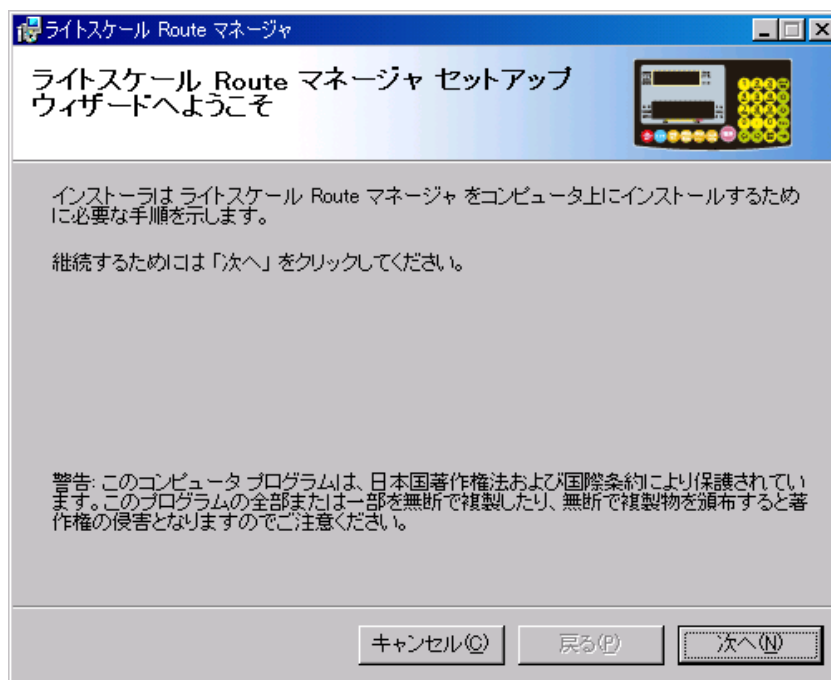 ライトスケール Route マネージャ
ライトスケール Route マネージャ セットアップ
ウィザードへようこそ
インストーラは ライトスケール Route マネージャ をコンピュータ上にインストールするため
に必要な手順を示します。
継続するためには「次へ」をクリックしてください。
警告: このコンピュータ プログラムは、日本国著作権法および国際条約により保護されてい
ます。このプログラムの全部または一部を無断で複製したり、無断で複製物を頒布すると著
作権の侵害となりますのでご注意ください。
キャンセル(C) 戻る(P) 次へ(N)